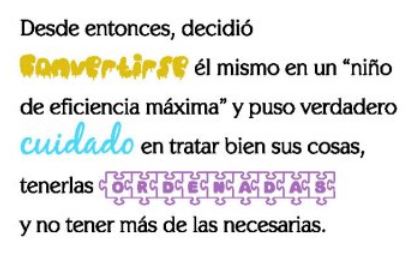 Desde entonces, decidió
convertirse él mismo en un “niño
de eficiencia máxima” y puso verdadero
cuidado en tratar bien sus cosas,
tenerlas ORDENADAS
y no tener más de las necesarias.